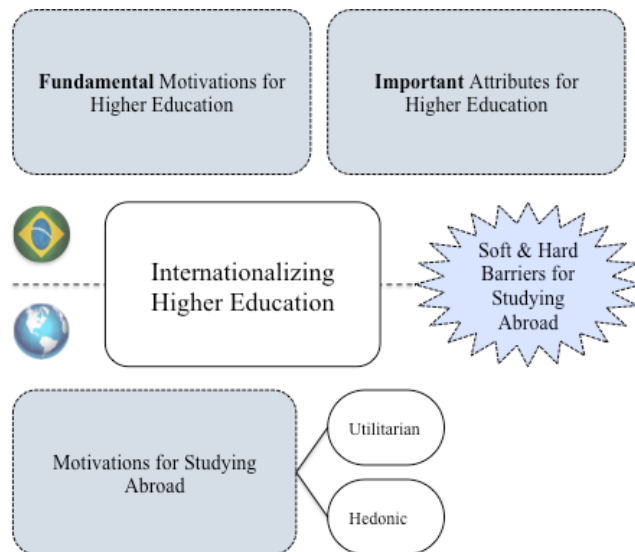 Fundamental Motivations for
Higher Education
Important Attributes for
Higher Education
Internationalizing
Higher Education
Soft & Hard
Barriers for
Studying
Abroad
Motivations for Studying
Abroad
Utilitarian
Hedonic